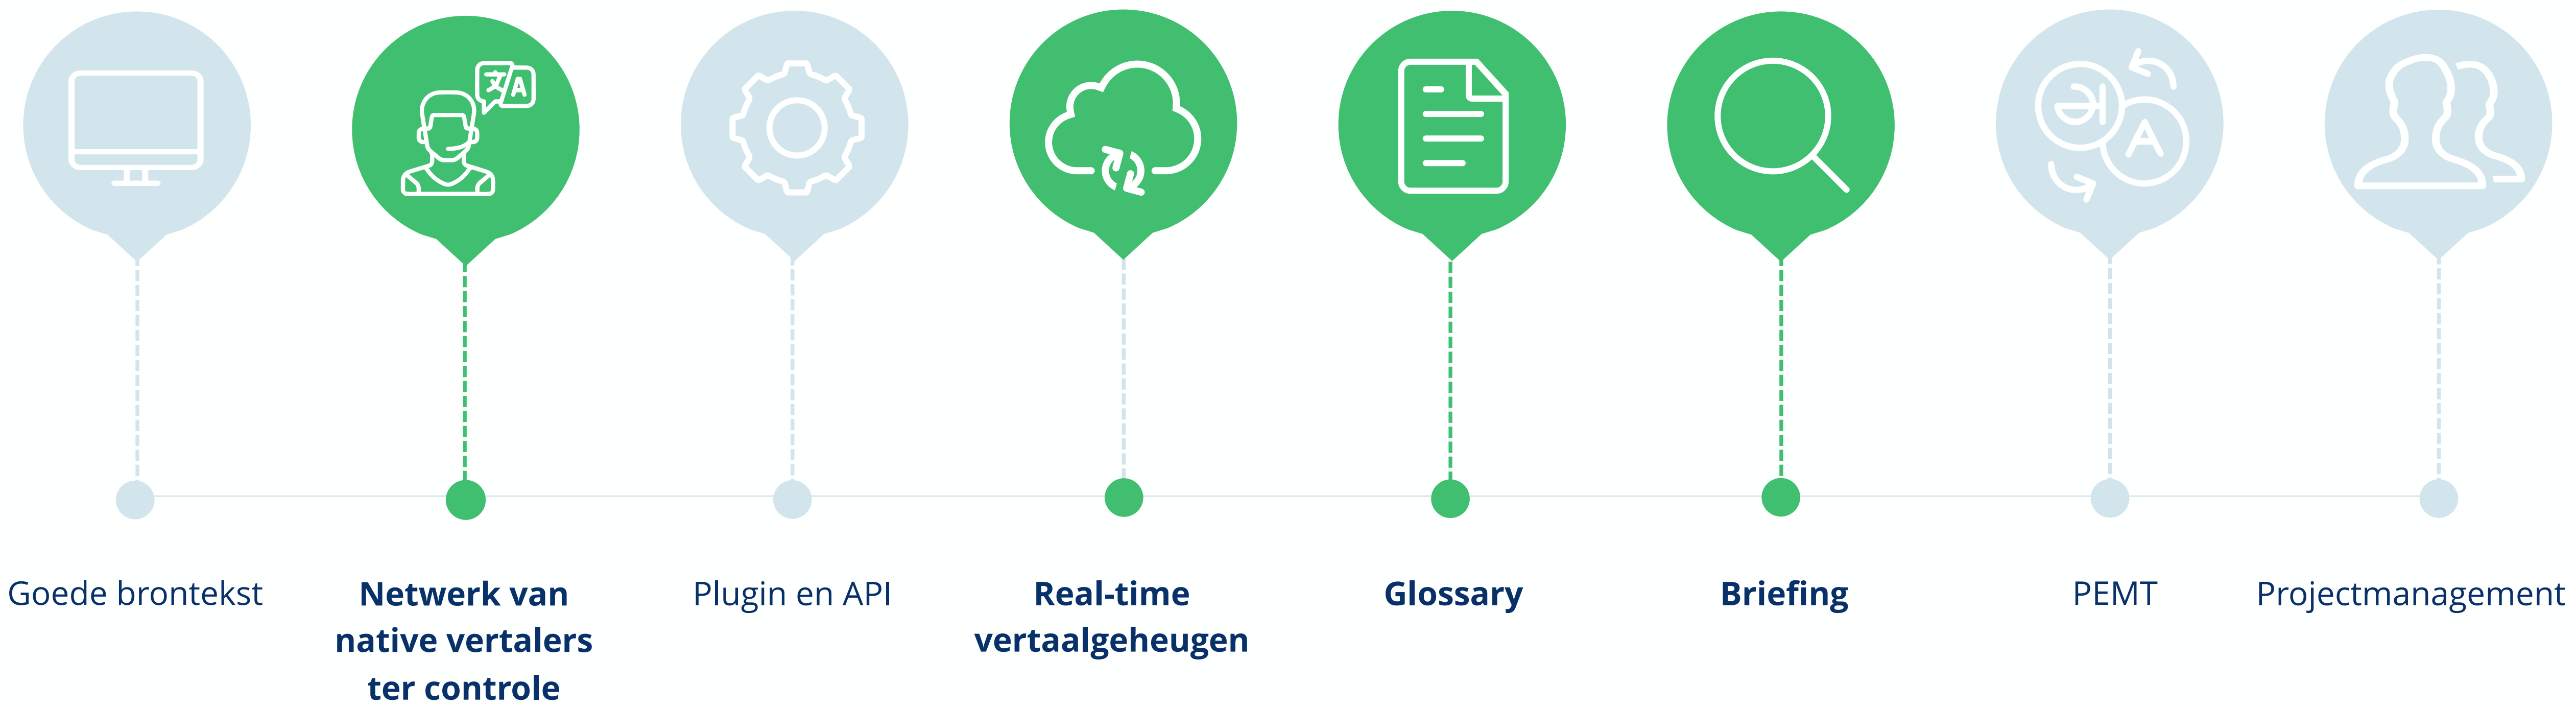 Goede brontekst
Netwerk van
native vertalers
ter controle
Plugin en API
Real-time
vertaalgeheugen
Glossary
Briefing
PEMT
Projectmanagement